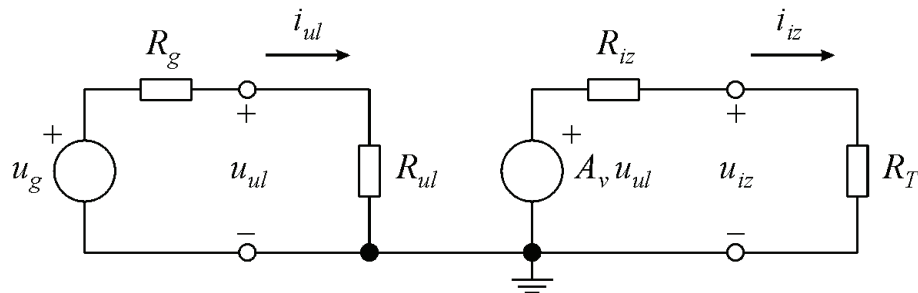 i_ul
i_iz
R_g
R_iz
+
+
+
+
u_g
u_ul
R_ul
A_v u_ul
u_iz
R_T
−
−